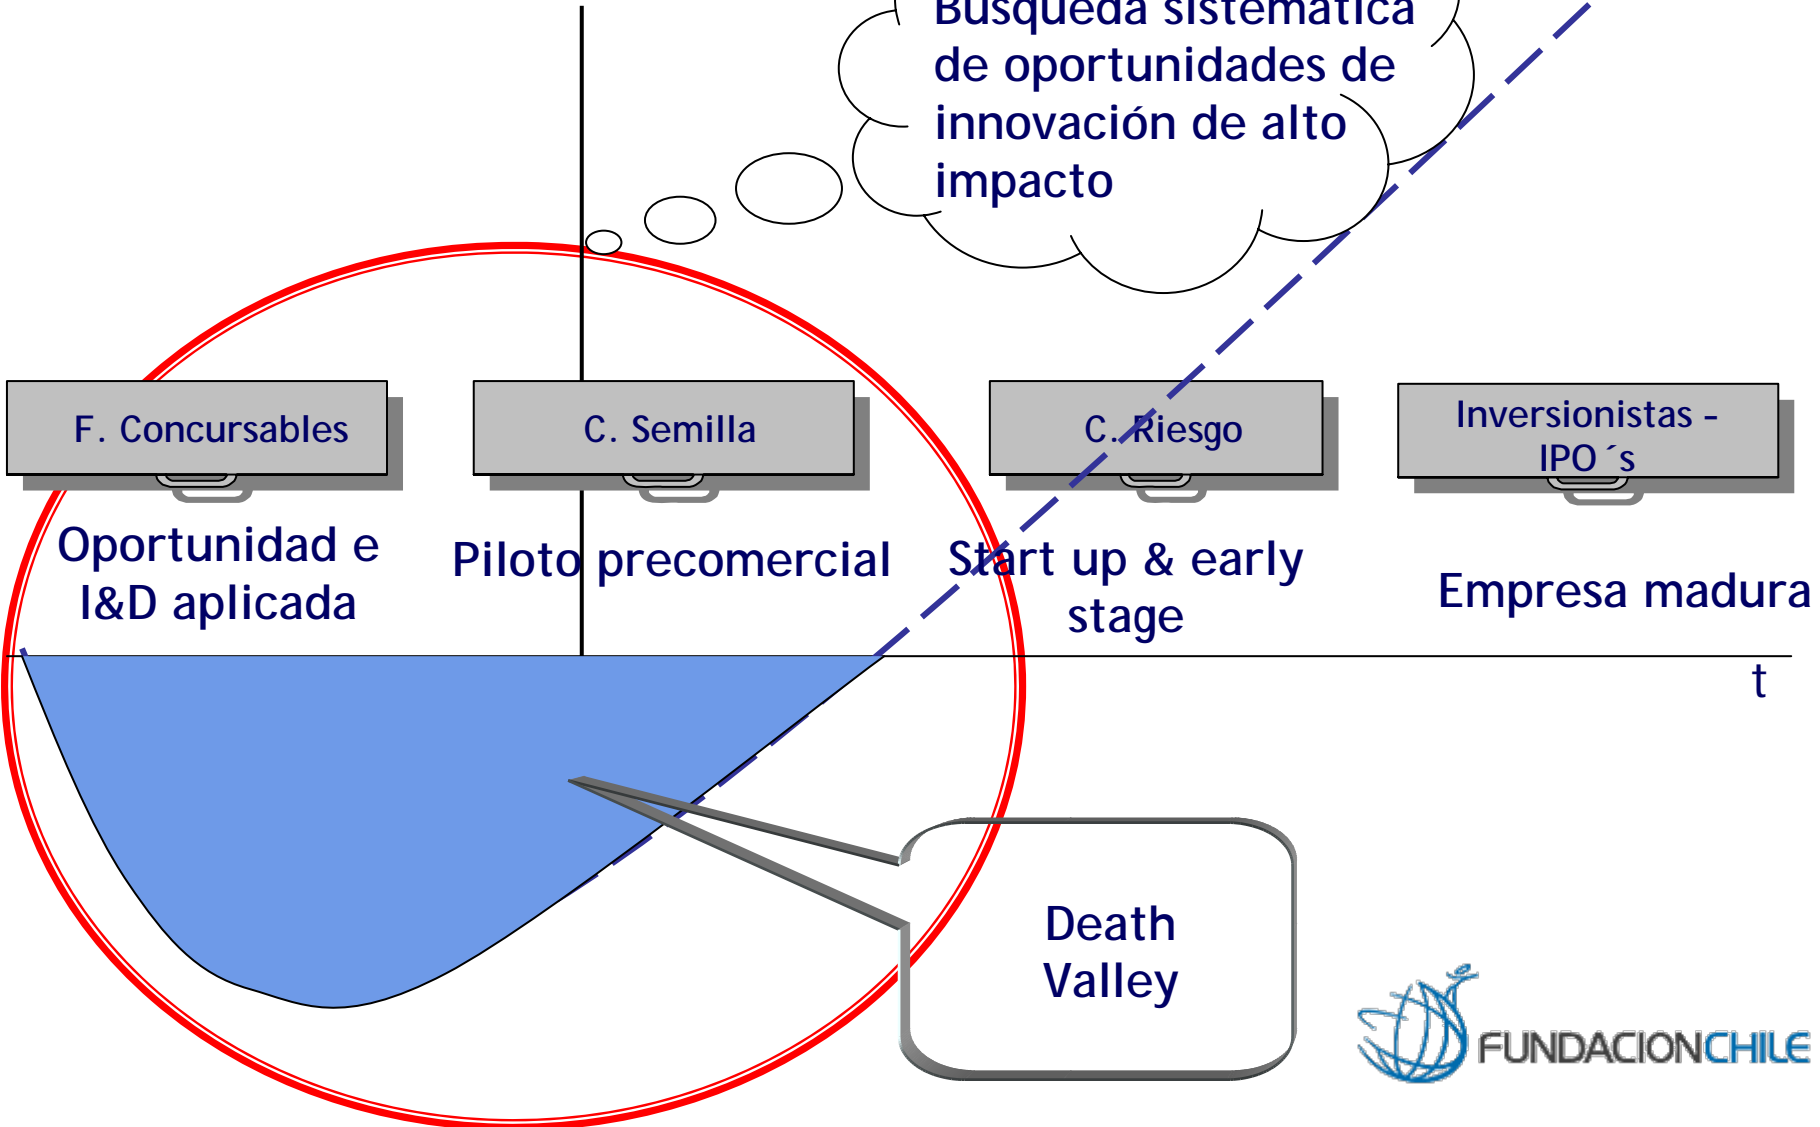 Búsqueda sistemática
de oportunidades de
innovación de alto
impacto
F. Concursables
C. Semilla
C. Riesgo
Inversionistas -
IPO´s
Oportunidad e
I&D aplicada
Piloto precomercial
Start up & early
stage
Empresa madura
t
Death
Valley
FUNDACIONCHILE